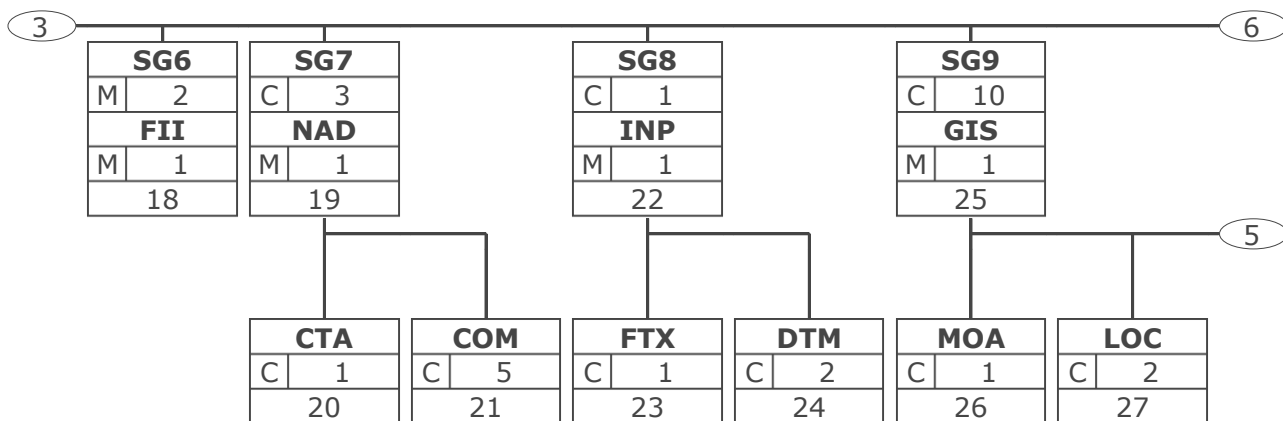 3 6
SG6 SG7 SG8 SG9
M 2 C 3 C 1 C 10
FII NAD INP GIS
M 1 M 1 M 1 M 1
18 19 22 25
5
CTA COM FTX DTM MOA LOC
C 1 C 5 C 1 C 2 C 1 C 2
20 21 23 24 26 27